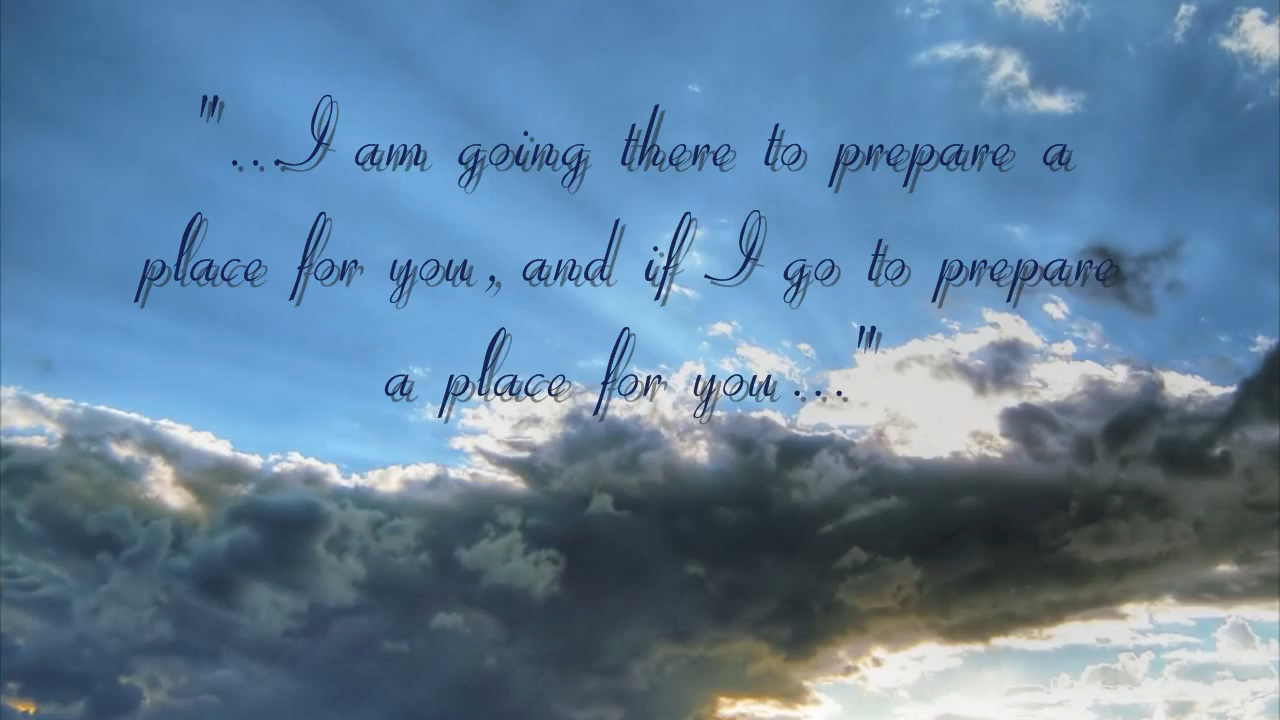 "...I am going there to prepare a
place for you, and if I go to prepare
a place for you..."